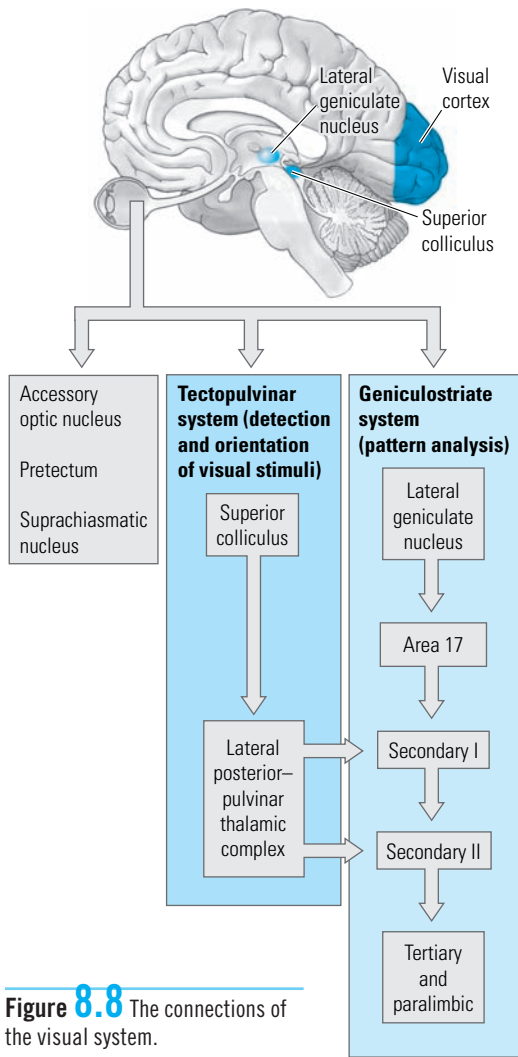 Lateral
geniculate
nucleus
Visual
cortex
Superior
colliculus
Accessory
optic nucleus
Pretectum
Suprachiasmatic
nucleus
Tectopulvinar
system (detection
and orientation
of visual stimuli)
Superior
colliculus
Lateral
posterior–
pulvinar
thalamic
complex
Geniculostriate
system
(pattern analysis)
Lateral
geniculate
nucleus
Area 17
Secondary I
Secondary II
Tertiary
and
paralimbic
Figure 8.8 The connections of
the visual system.